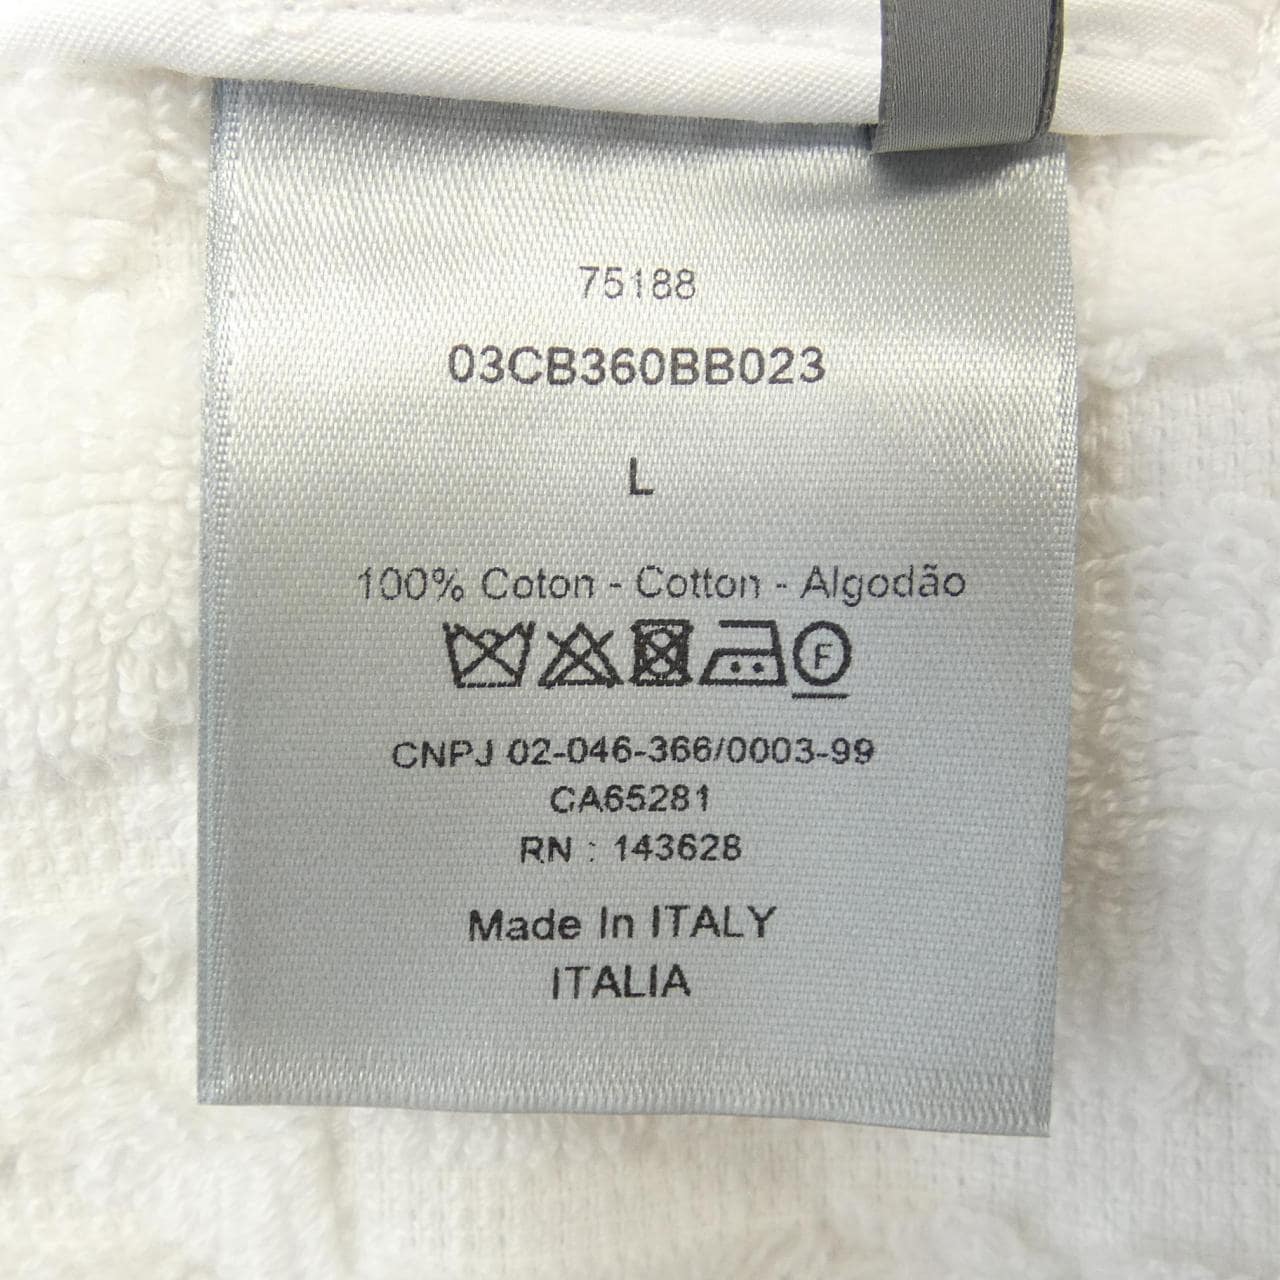 75188
03CB360BB023
L
100% Coton - Cotton - Algodão
F
CNPJ 02-046-366/0003-99
CA65281
RN : 143628
Made In ITALY
ITALIA